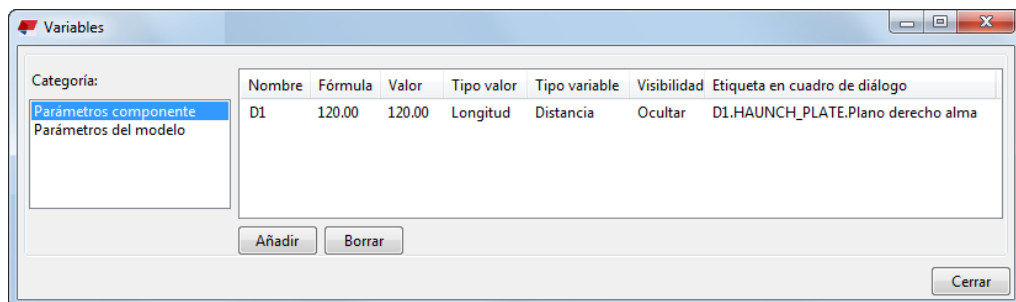 Variables
Categoría:
Parámetros componente
Parámetros del modelo
Nombre Fórmula Valor Tipo valor Tipo variable Visibilidad Etiqueta en cuadro de diálogo
D1 120.00 120.00 Longitud Distancia Ocultar D1.HAUNCH_PLATE.Plano derecho alma
Añadir Borrar
Cerrar